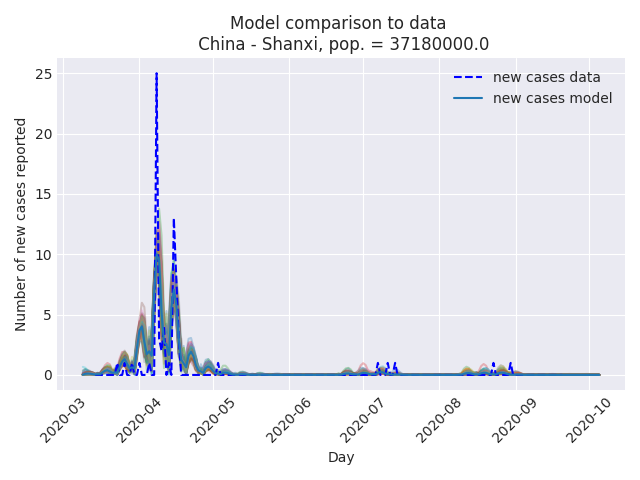 Model comparison to data
China - Shanxi, pop. = 37180000.0
new cases data
new cases model
Number of new cases reported
25
20
15
10
5
0
2020-03
2020-04
2020-05
2020-06
2020-07
2020-08
2020-09
2020-10
Day